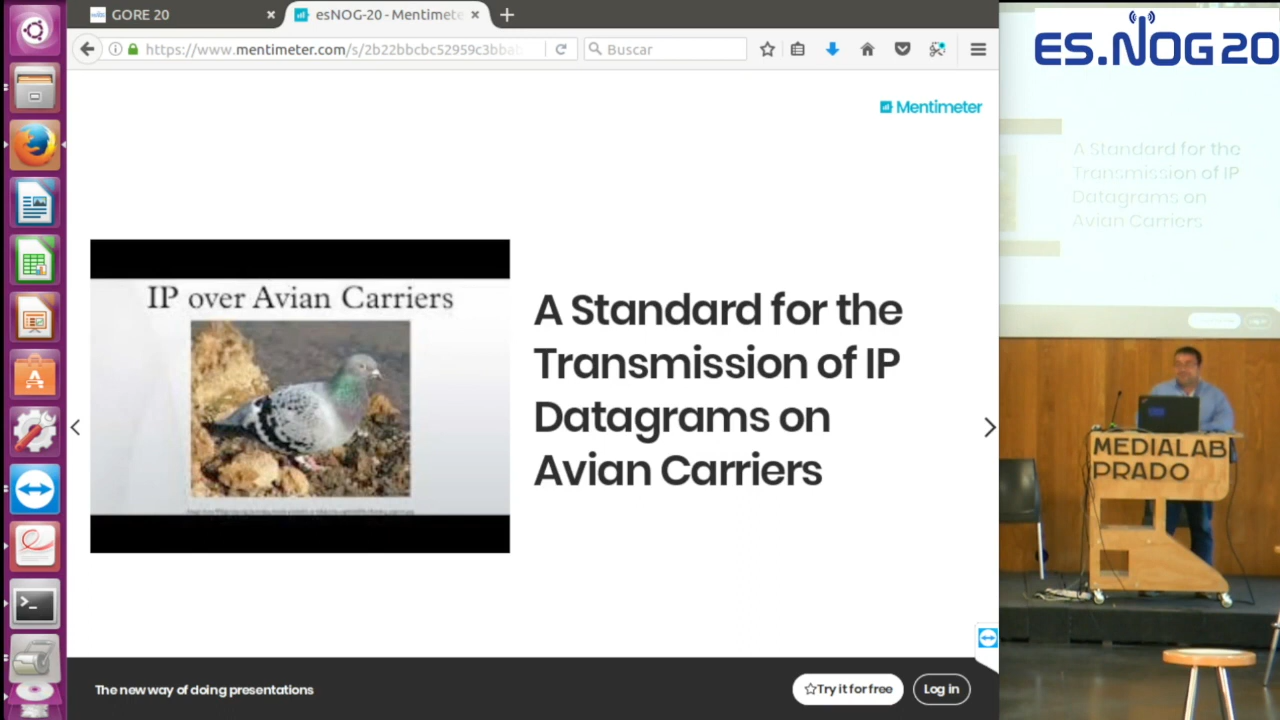 GORE 20
esNOG-20 - Mentimete
https://www.mentimeter.com/s/2b22bbcbc52959c3bba
Buscar
ES.NOG 20
Mentimeter
IP over Avian Carriers
A Standard for the
Transmission of IP
Datagrams on
Avian Carriers
A Standard for the
Transmission of IP
Datagrams on
Avian Carriers
MEDIALAB
PRADO
The new way of doing presentations
Try it for free
Log in